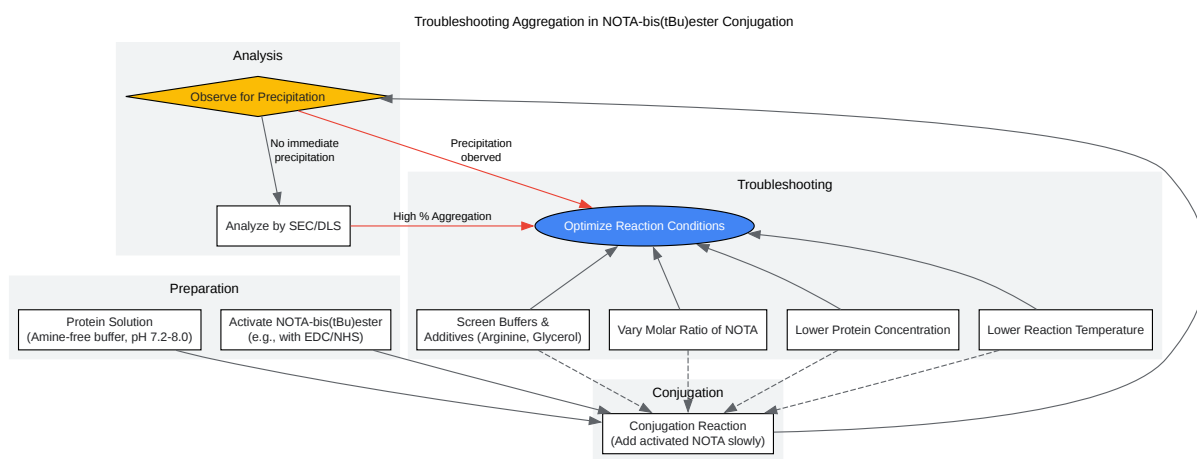 Troubleshooting Aggregation in NOTA-bis(tBu)ester Conjugation
Analysis
Observe for Precipitation
No immediate
precipitation
Precipitation
oberved
Troubleshooting
Analyze by SEC/DLS
High % Aggregation
Optimize Reaction Conditions
Preparation
Protein Solution
(Amine-free buffer, pH 7.2-8.0)
Activate NOTA-bis(tBu)ester
(e.g., with EDC/NHS)
Screen Buffers &
Additives (Arginine, Glycerol)
Vary Molar Ratio of NOTA
Lower Protein Concentration
Lower Reaction Temperature
Conjugation
Conjugation Reaction
(Add activated NOTA slowly)